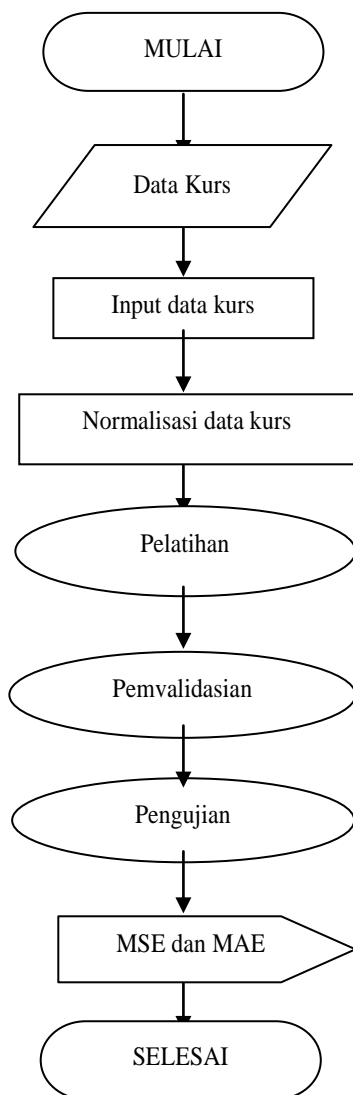 MULAI
Data Kurs
Input data kurs
Normalisasi data kurs
Pelatihan
Pemvalidasian
Pengujian
MSE dan MAE
SELESAI